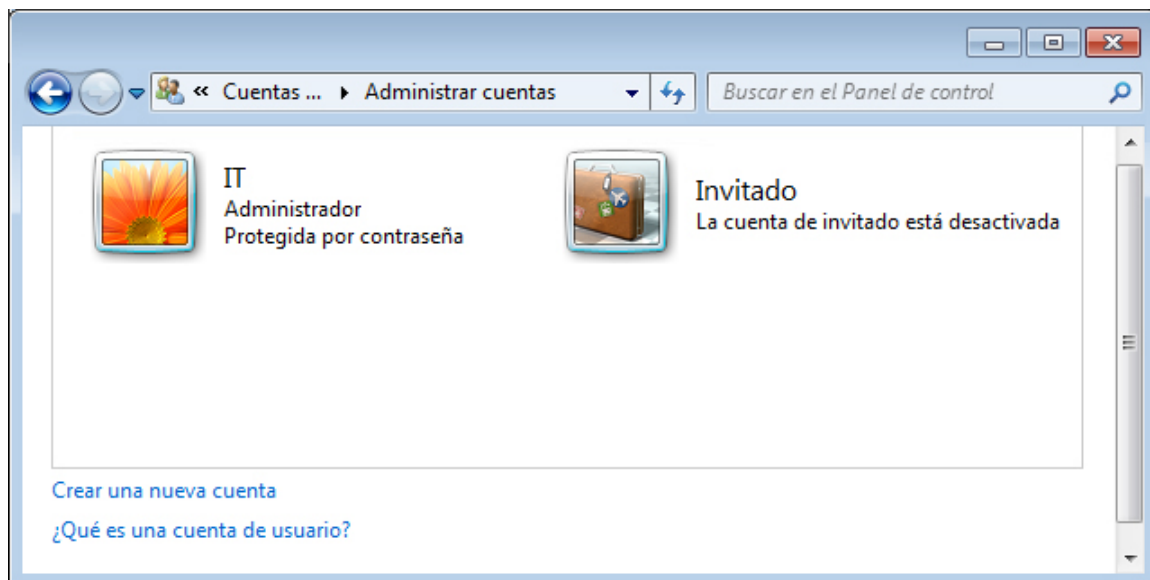 « Cuentas ... ▸ Administrar cuentas
Buscar en el Panel de control
IT
Administrador
Protegida por contraseña
Invitado
La cuenta de invitado está desactivada
Crear una nueva cuenta
¿Qué es una cuenta de usuario?